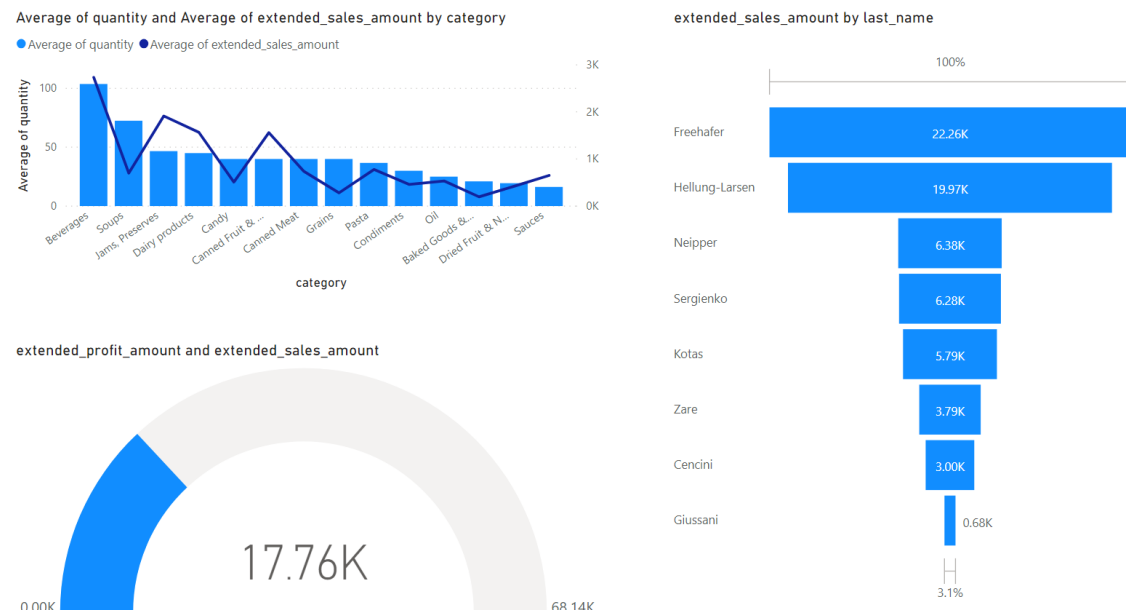 Average of quantity and Average of extended_sales_amount by category
Average of quantity Average of extended_sales_amount
Average of quantity
100
50
0
3K
2K
1K
0K
Beverages
Soups
Jams, Preserves
Dairy products
Candy
Canned Fruit & ...
Canned Meat
Grains
Pasta
Condiments
Oil
Baked Goods &...
Dried Fruit & N...
Sauces
category
extended_profit_amount and extended_sales_amount
17.76K
0.00K
68.14K
extended_sales_amount by last_name
100%
Freehafer 22.26K
Hellung-Larsen 19.97K
Neipper 6.38K
Sergienko 6.28K
Kotas 5.79K
Zare 3.79K
Cencini 3.00K
Giussani 0.68K
3.1%